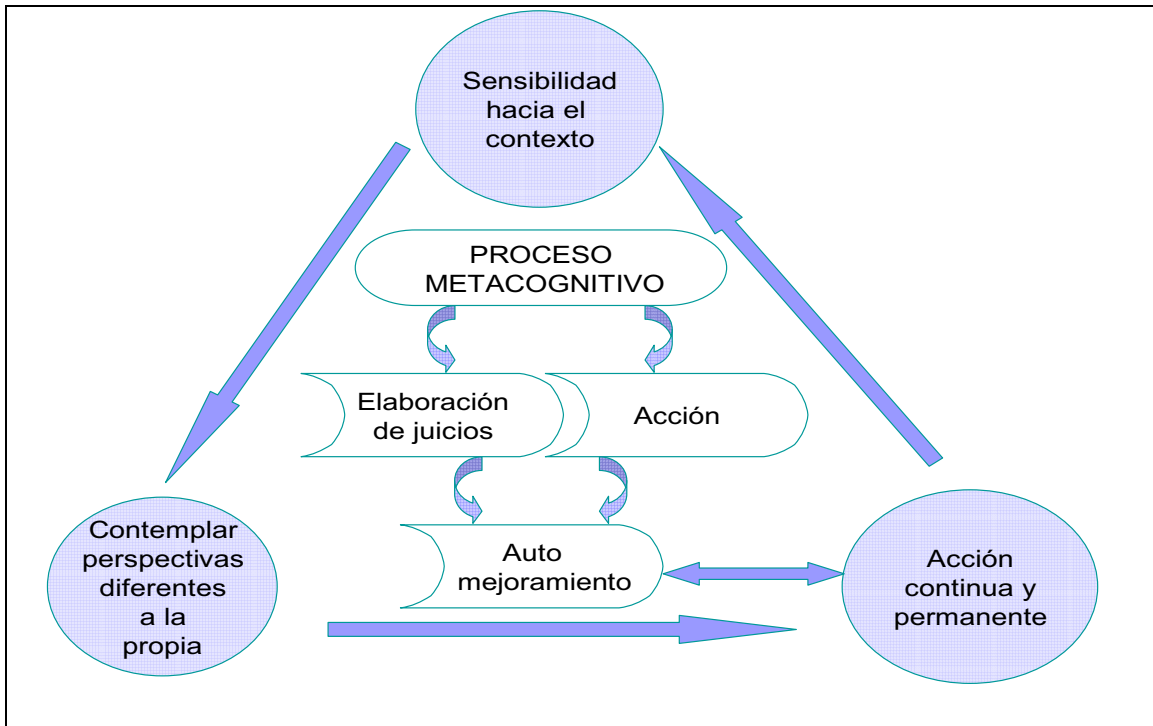 Sensibilidad
hacia el
contexto
PROCESO
METACOGNITIVO
Elaboración
de juicios
Acción
Contemplar
perspectivas
diferentes
a la
propia
Auto
mejoramiento
Acción
continua y
permanente